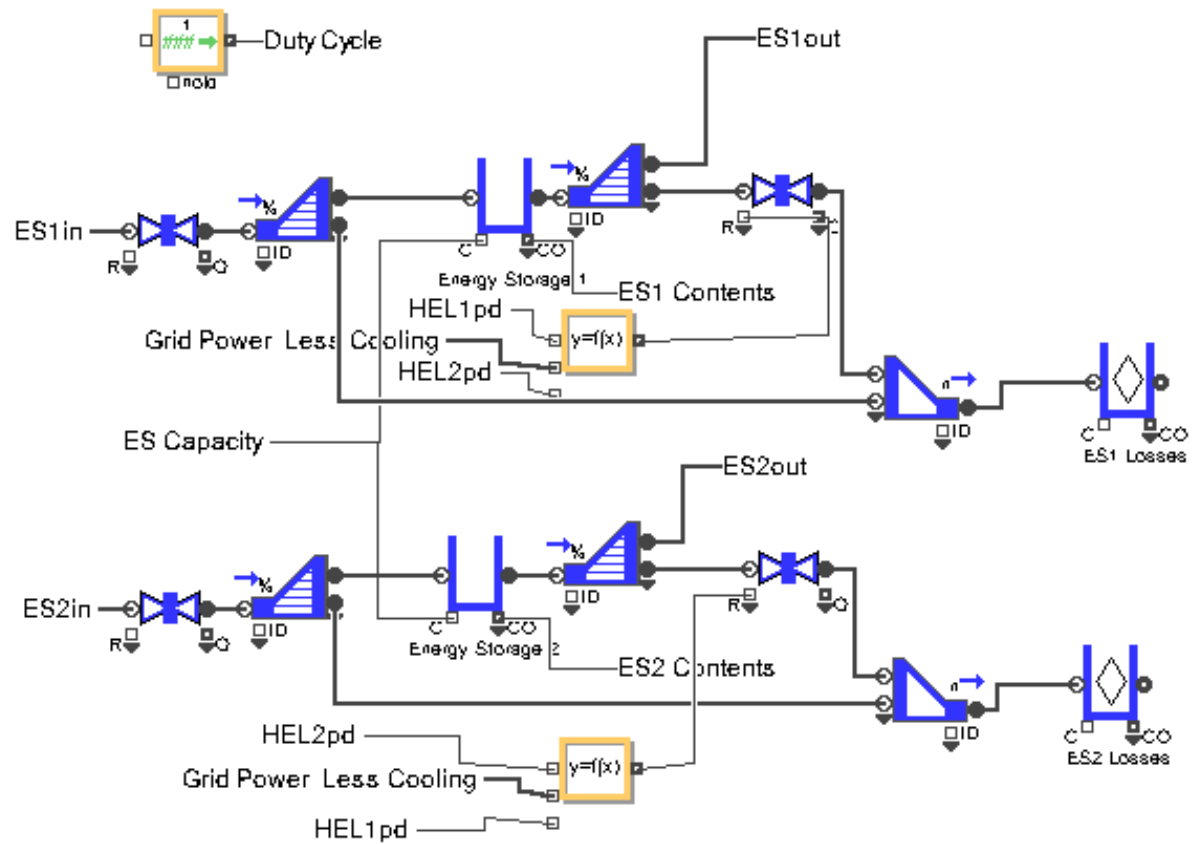 1
###
Duty Cycle
ES1out
%
%
ES1in
ID
ID
R
R
Q
C
CO
Energy Storage 1
ES1 Contents
HEL1pd
Grid Power Less Cooling
y=f(x)
HEL2pd
n
ID
C
CO
ES1 Losses
ES Capacity
ES2out
%
%
ES2in
ID
ID
R
Q
R
Q
C
CO
Energy Storage 2
ES2 Contents
n
ID
C
CO
ES2 Losses
HEL2pd
y=f(x)
Grid Power Less Cooling
HEL1pd